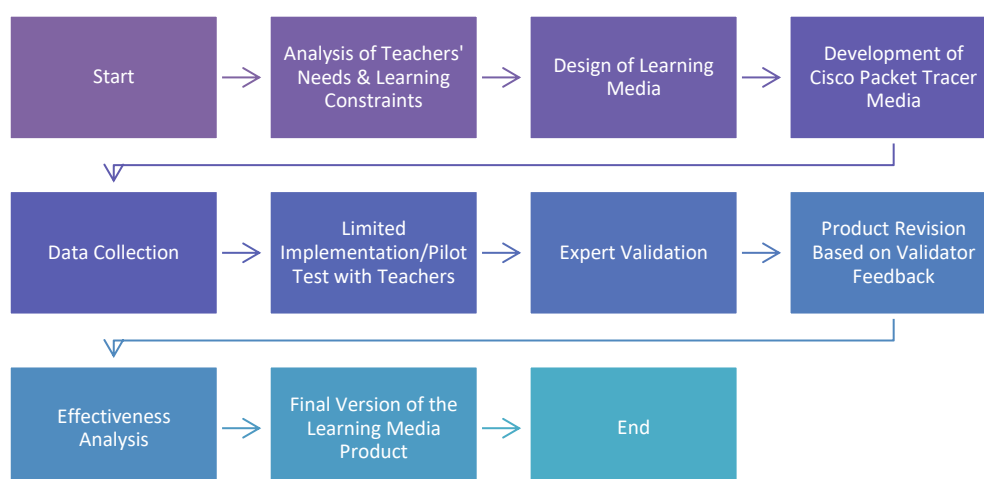 Start
Analysis of Teachers'
Needs & Learning
Constraints
Design of Learning
Media
Development of
Cisco Packet Tracer
Media
Data Collection
Limited
Implementation/Pilot
Test with Teachers
Expert Validation
Product Revision
Based on Validator
Feedback
Effectiveness
Analysis
Final Version of the
Learning Media
Product
End